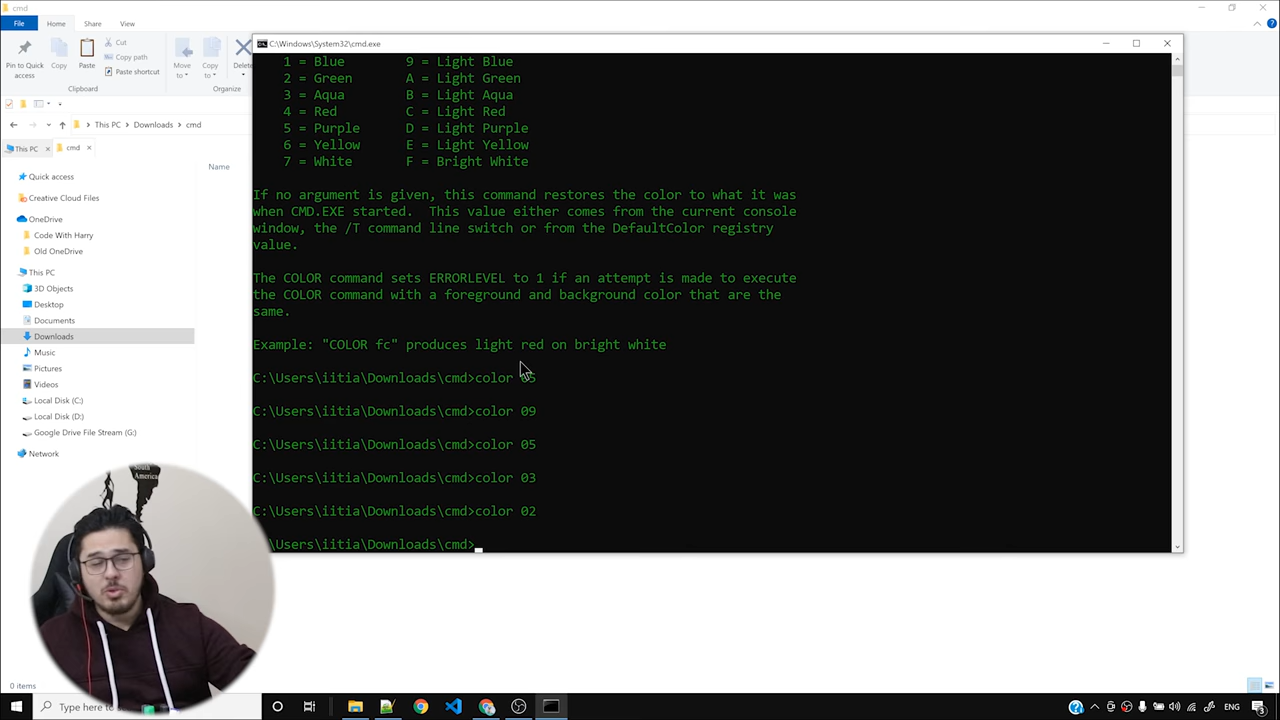 cmd
File
Home
Share
View
Pin to Quick access
Copy
Paste
Cut
Copy path
Paste shortcut
Clipboard
Move to
Copy to
Delete
Organize
This PC > Downloads > cmd
This PC
cmd
Name
Quick access
Creative Cloud Files
OneDrive
Code With Harry
Old OneDrive
This PC
3D Objects
Desktop
Documents
Downloads
Music
Pictures
Videos
Local Disk (C:)
Local Disk (D:)
Google Drive File Stream (G:)
Network
C:\Windows\System32\cmd.exe
1 = Blue 9 = Light Blue
2 = Green A = Light Green
3 = Aqua B = Light Aqua
4 = Red C = Light Red
5 = Purple D = Light Purple
6 = Yellow E = Light Yellow
7 = White F = Bright White
If no argument is given, this command restores the color to what it was
when CMD.EXE started. This value either comes from the current console
window, the /T command line switch or from the DefaultColor registry
value.
The COLOR command sets ERRORLEVEL to 1 if an attempt is made to execute
the COLOR command with a foreground and background color that are the
same.
Example: "COLOR fc" produces light red on bright white
C:\Users\iitia\Downloads\cmd>color
C:\Users\iitia\Downloads\cmd>color 09
C:\Users\iitia\Downloads\cmd>color 05
C:\Users\iitia\Downloads\cmd>color 03
C:\Users\iitia\Downloads\cmd>color 02
\Users\iitia\Downloads\cmd>
South
America
0 items
Type here to
ENG